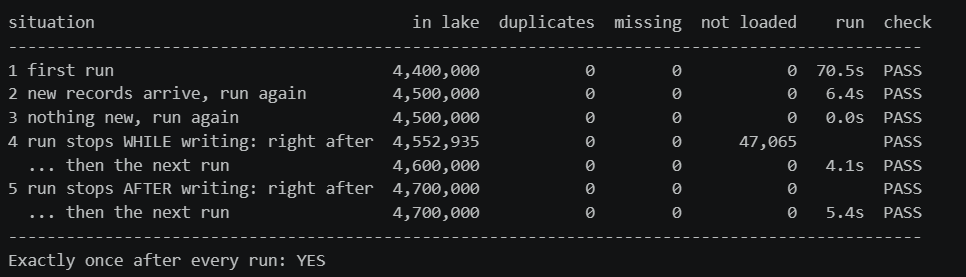 situation in lake duplicates missing not loaded run check
--------------------------------------------------------------------------------------------
1 first run 4,400,000 0 0 0 70.5s PASS
2 new records arrive, run again 4,500,000 0 0 0 6.4s PASS
3 nothing new, run again 4,500,000 0 0 0 0.0s PASS
4 run stops WHILE writing: right after 4,552,935 0 0 47,065 PASS
... then the next run 4,600,000 0 0 0 4.1s PASS
5 run stops AFTER writing: right after 4,700,000 0 0 0 PASS
... then the next run 4,700,000 0 0 0 5.4s PASS
--------------------------------------------------------------------------------------------
Exactly once after every run: YES